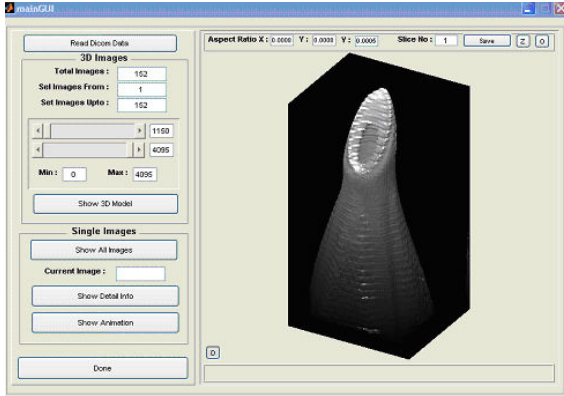 mainGUI
Read Dicom Data
3D Images
Total Images : 152
Sel Images From : 1
Set Images Upto : 152
1150
4095
Min : 0 Max : 4095
Show 3D Model
Single Images
Show All Images
Current Image :
Show Detail Info
Show Animation
Done
Aspect Ratio X : 0.0000 Y : 0.0000 Y : 0.0005 Slice No : 1 Save Z O
O